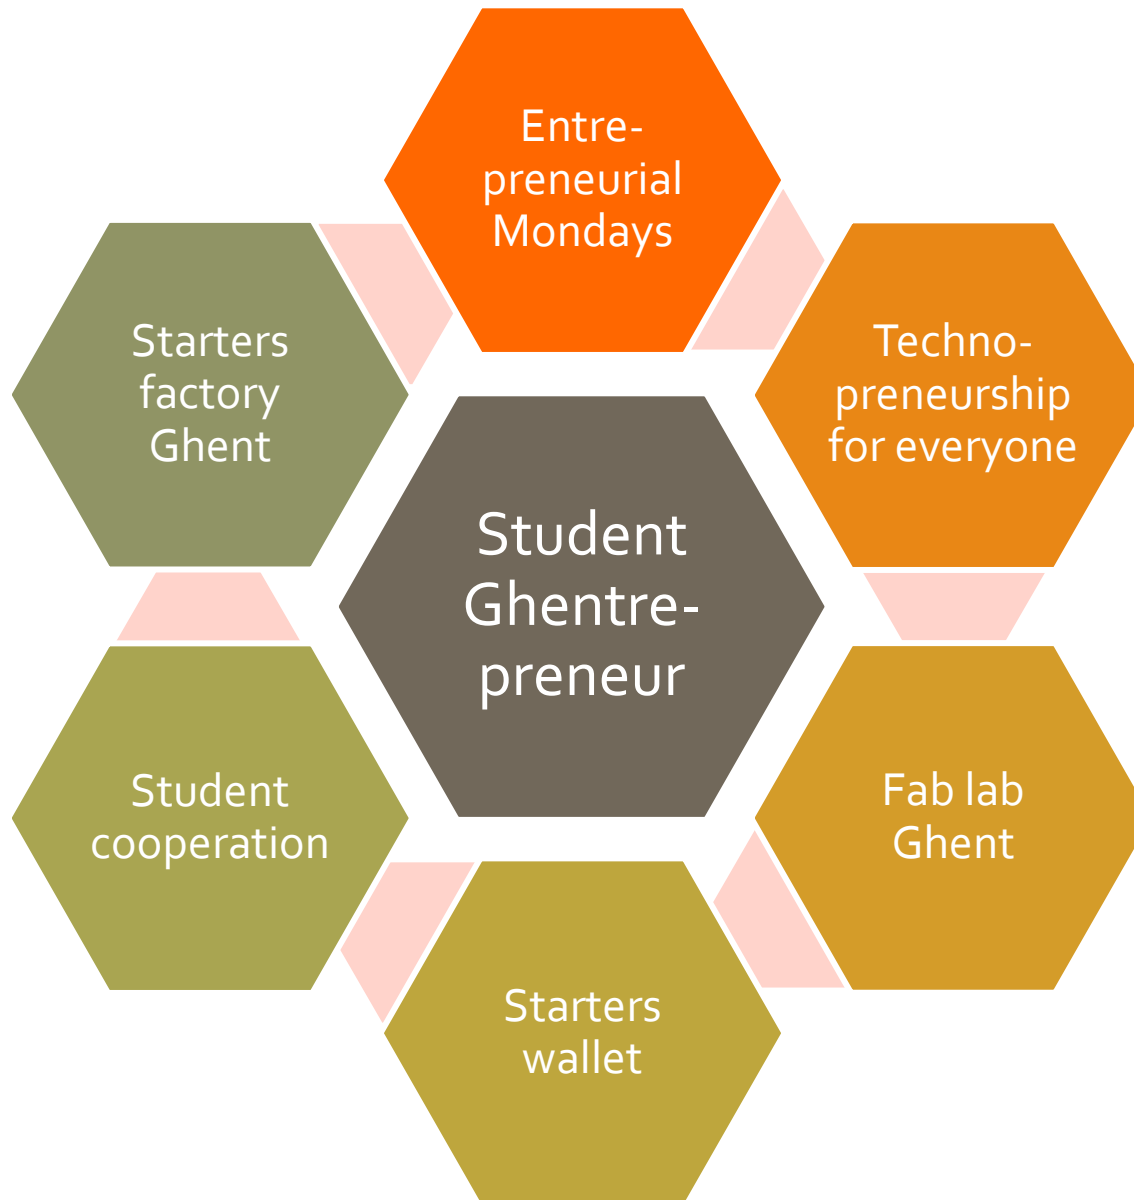 Entre-
preneurial
Mondays
Starters
factory
Ghent
Techno-
preneurship
for everyone
Student
Ghentre-
preneur
Student
cooperation
Fab lab
Ghent
Starters
wallet